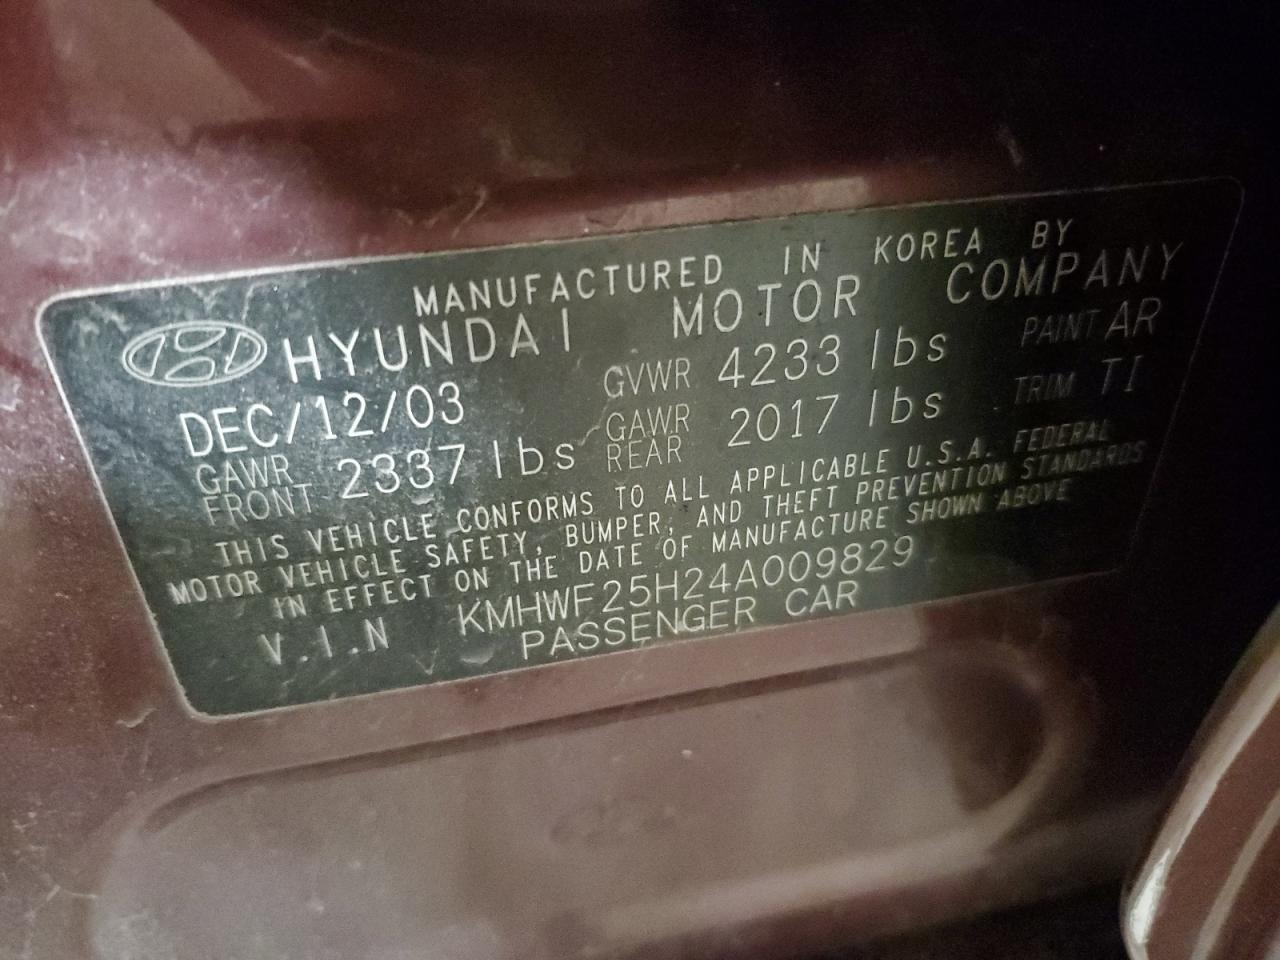 MANUFACTURED IN KOREA BY
HYUNDAI MOTOR COMPANY
DEC/12/03 GVWR 4233 lbs PAINT AR
GAWR FRONT 2337 lbs GAWR REAR 2017 lbs TRIM TI
THIS VEHICLE CONFORMS TO ALL APPLICABLE U.S.A. FEDERAL
MOTOR VEHICLE SAFETY, BUMPER, AND THEFT PREVENTION STANDARDS
IN EFFECT ON THE DATE OF MANUFACTURE SHOWN ABOVE
V.I.N KMHWF25H24A009829
PASSENGER CAR